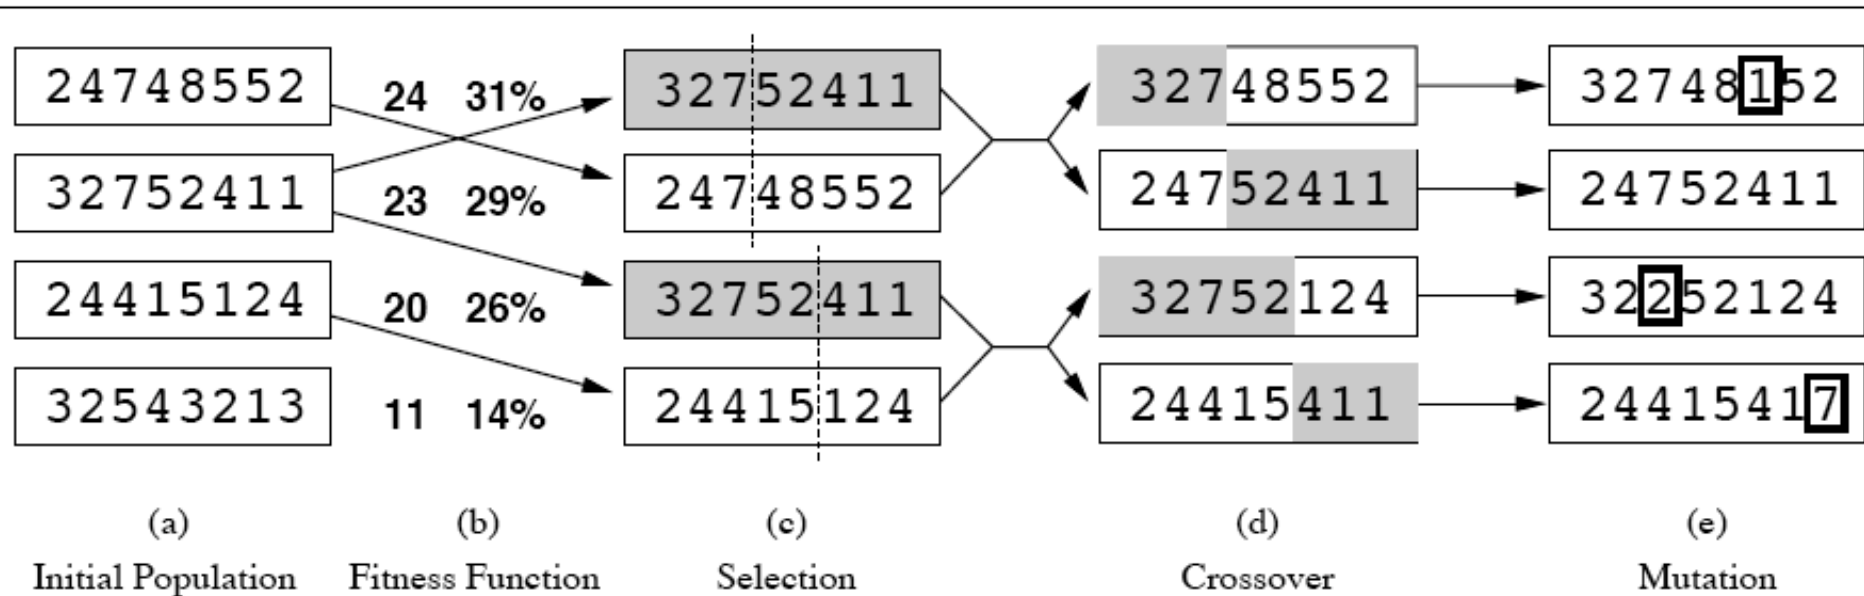 24748552 24 31% 32752411 32748552 32748152
32752411 23 29% 24748552 24752411 24752411
24415124 20 26% 32752411 32752124 32252124
32543213 11 14% 24415124 24415411 24415417
(a) (b) (c) (d) (e)
Initial Population Fitness Function Selection Crossover Mutation